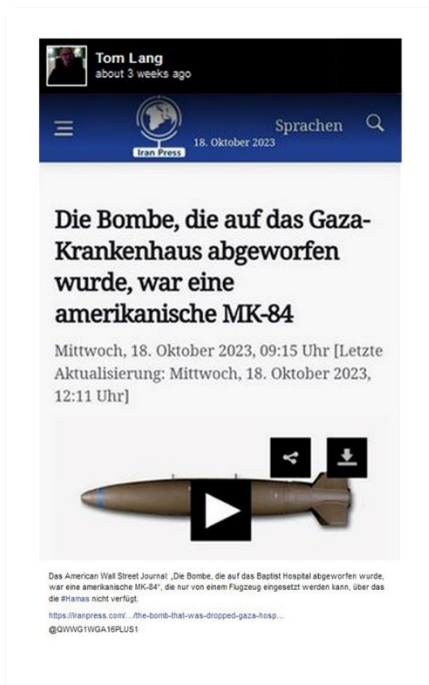 Tom Lang
about 3 weeks ago
Iran Press
18. Oktober 2023
Sprachen
Die Bombe, die auf das Gaza-
Krankenhaus abgeworfen
wurde, war eine
amerikanische MK-84
Mittwoch, 18. Oktober 2023, 09:15 Uhr [Letzte
Aktualisierung: Mittwoch, 18. Oktober 2023,
12:11 Uhr]
Das American Wall Street Journal: „Die Bombe, die auf das Baptist Hospital abgeworfen wurde,
war eine amerikanische MK-84“, die nur von einem Flugzeug eingesetzt werden kann, über das
die #Hamas nicht verfügt.
https://iranpress.com/.../the-bomb-that-was-dropped-gaza-hosp...
@QWWG1WGA16PLUS1